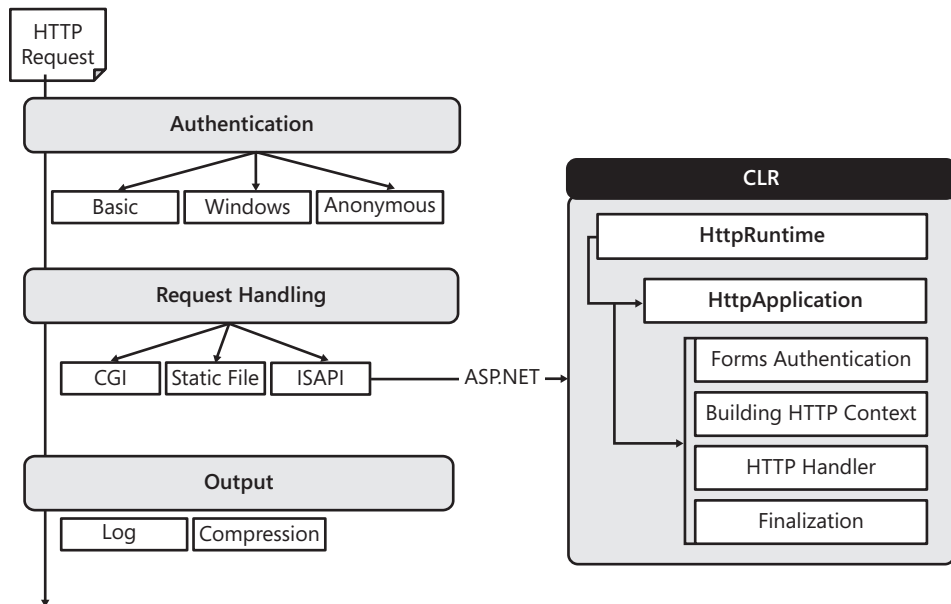 HTTP
Request
Authentication
Basic
Windows
Anonymous
Request Handling
CGI
Static File
ISAPI
ASP.NET
Output
Log
Compression
CLR
HttpRuntime
HttpApplication
Forms Authentication
Building HTTP Context
HTTP Handler
Finalization